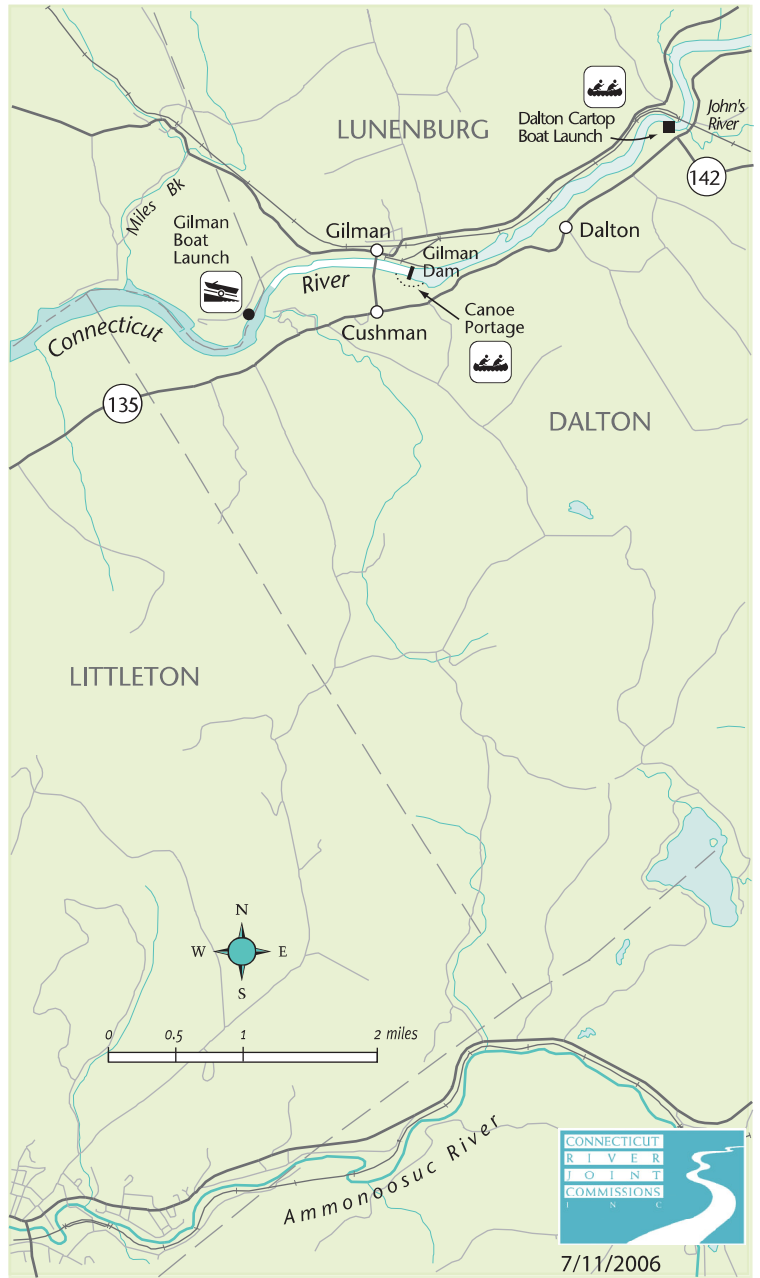 LUNENBURG
Dalton Cartop
Boat Launch
John's
River
142
Miles Bk
Gilman
Boat
Launch
Gilman
Dalton
Gilman
Dam
River
Connecticut
Canoe
Portage
Cushman
135
DALTON
LITTLETON
N
W E
S
0 0.5 1 2 miles
Ammonoosuc River
CONNECTICUT
RIVER
JOINT
COMMISSIONS
INC
7/11/2006